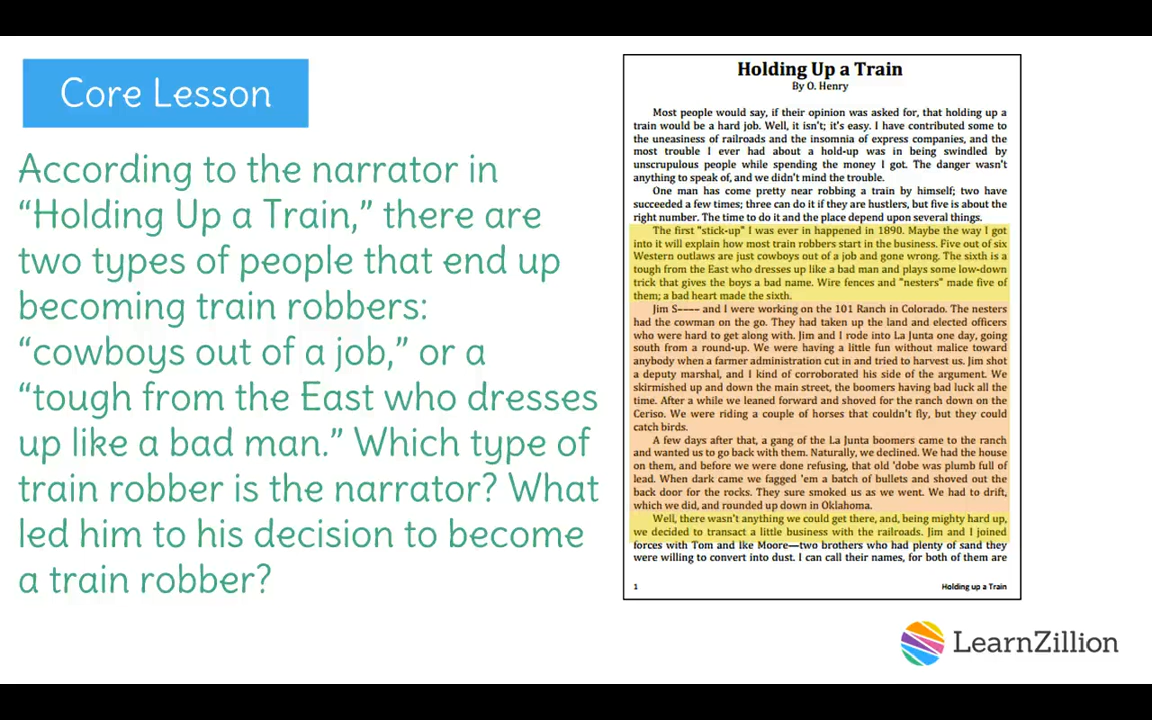 Core Lesson
According to the narrator in
“Holding Up a Train,” there are
two types of people that end up
becoming train robbers:
“cowboys out of a job,” or a
“tough from the East who dresses
up like a bad man.” Which type of
train robber is the narrator? What
led him to his decision to become
a train robber?
Holding Up a Train
By O. Henry
Most people would say, if their opinion was asked for, that holding up a
train would be a hard job. Well, it isn't; it's easy. I have contributed some to
the uneasiness of railroads and the insomnia of express companies, and the
most trouble I ever had about a hold-up was in being swindled by
unscrupulous people while spending the money I got. The danger wasn't
anything to speak of, and we didn't mind the trouble.
One man has come pretty near robbing a train by himself; two have
succeeded a few times; three can do it if they are hustlers, but five is about the
right number. The time to do it and the place depend upon several things.
The first "stick-up" I was ever in happened in 1890. Maybe the way I got
into it will explain how most train robbers start in the business. Five out of six
Western outlaws are just cowboys out of a job and gone wrong. The sixth is a
tough from the East who dresses up like a bad man and plays some low-down
trick that gives the boys a bad name. Wire fences and "nesters" made five of
them; a bad heart made the sixth.
Jim S---- and I were working on the 101 Ranch in Colorado. The nesters
had the cowman on the go. They had taken up the land and elected officers
who were hard to get along with. Jim and I rode into La Junta one day, going
south from a round-up. We were having a little fun without malice toward
anybody when a farmer administration cut in and tried to harvest us. Jim shot
a deputy marshal, and I kind of corroborated his side of the argument. We
skirmished up and down the main street, the boomers having bad luck all the
time. After a while we leaned forward and shoved for the ranch down on the
Ceriso. We were riding a couple of horses that couldn't fly, but they could
catch birds.
A few days after that, a gang of the La Junta boomers came to the ranch
and wanted us to go back with them. Naturally, we declined. We had the house
on them, and before we were done refusing, that old 'dobe was plumb full of
lead. When dark came we fagged 'em a batch of bullets and shoved out the
back door for the rocks. They sure smoked us as we went. We had to drift,
which we did, and rounded up down in Oklahoma.
Well, there wasn't anything we could get there, and, being mighty hard up,
we decided to transact a little business with the railroads. Jim and I joined
forces with Tom and Ike Moore—two brothers who had plenty of sand they
were willing to convert into dust. I can call their names, for both of them are
1 Holding up a Train
LearnZillion